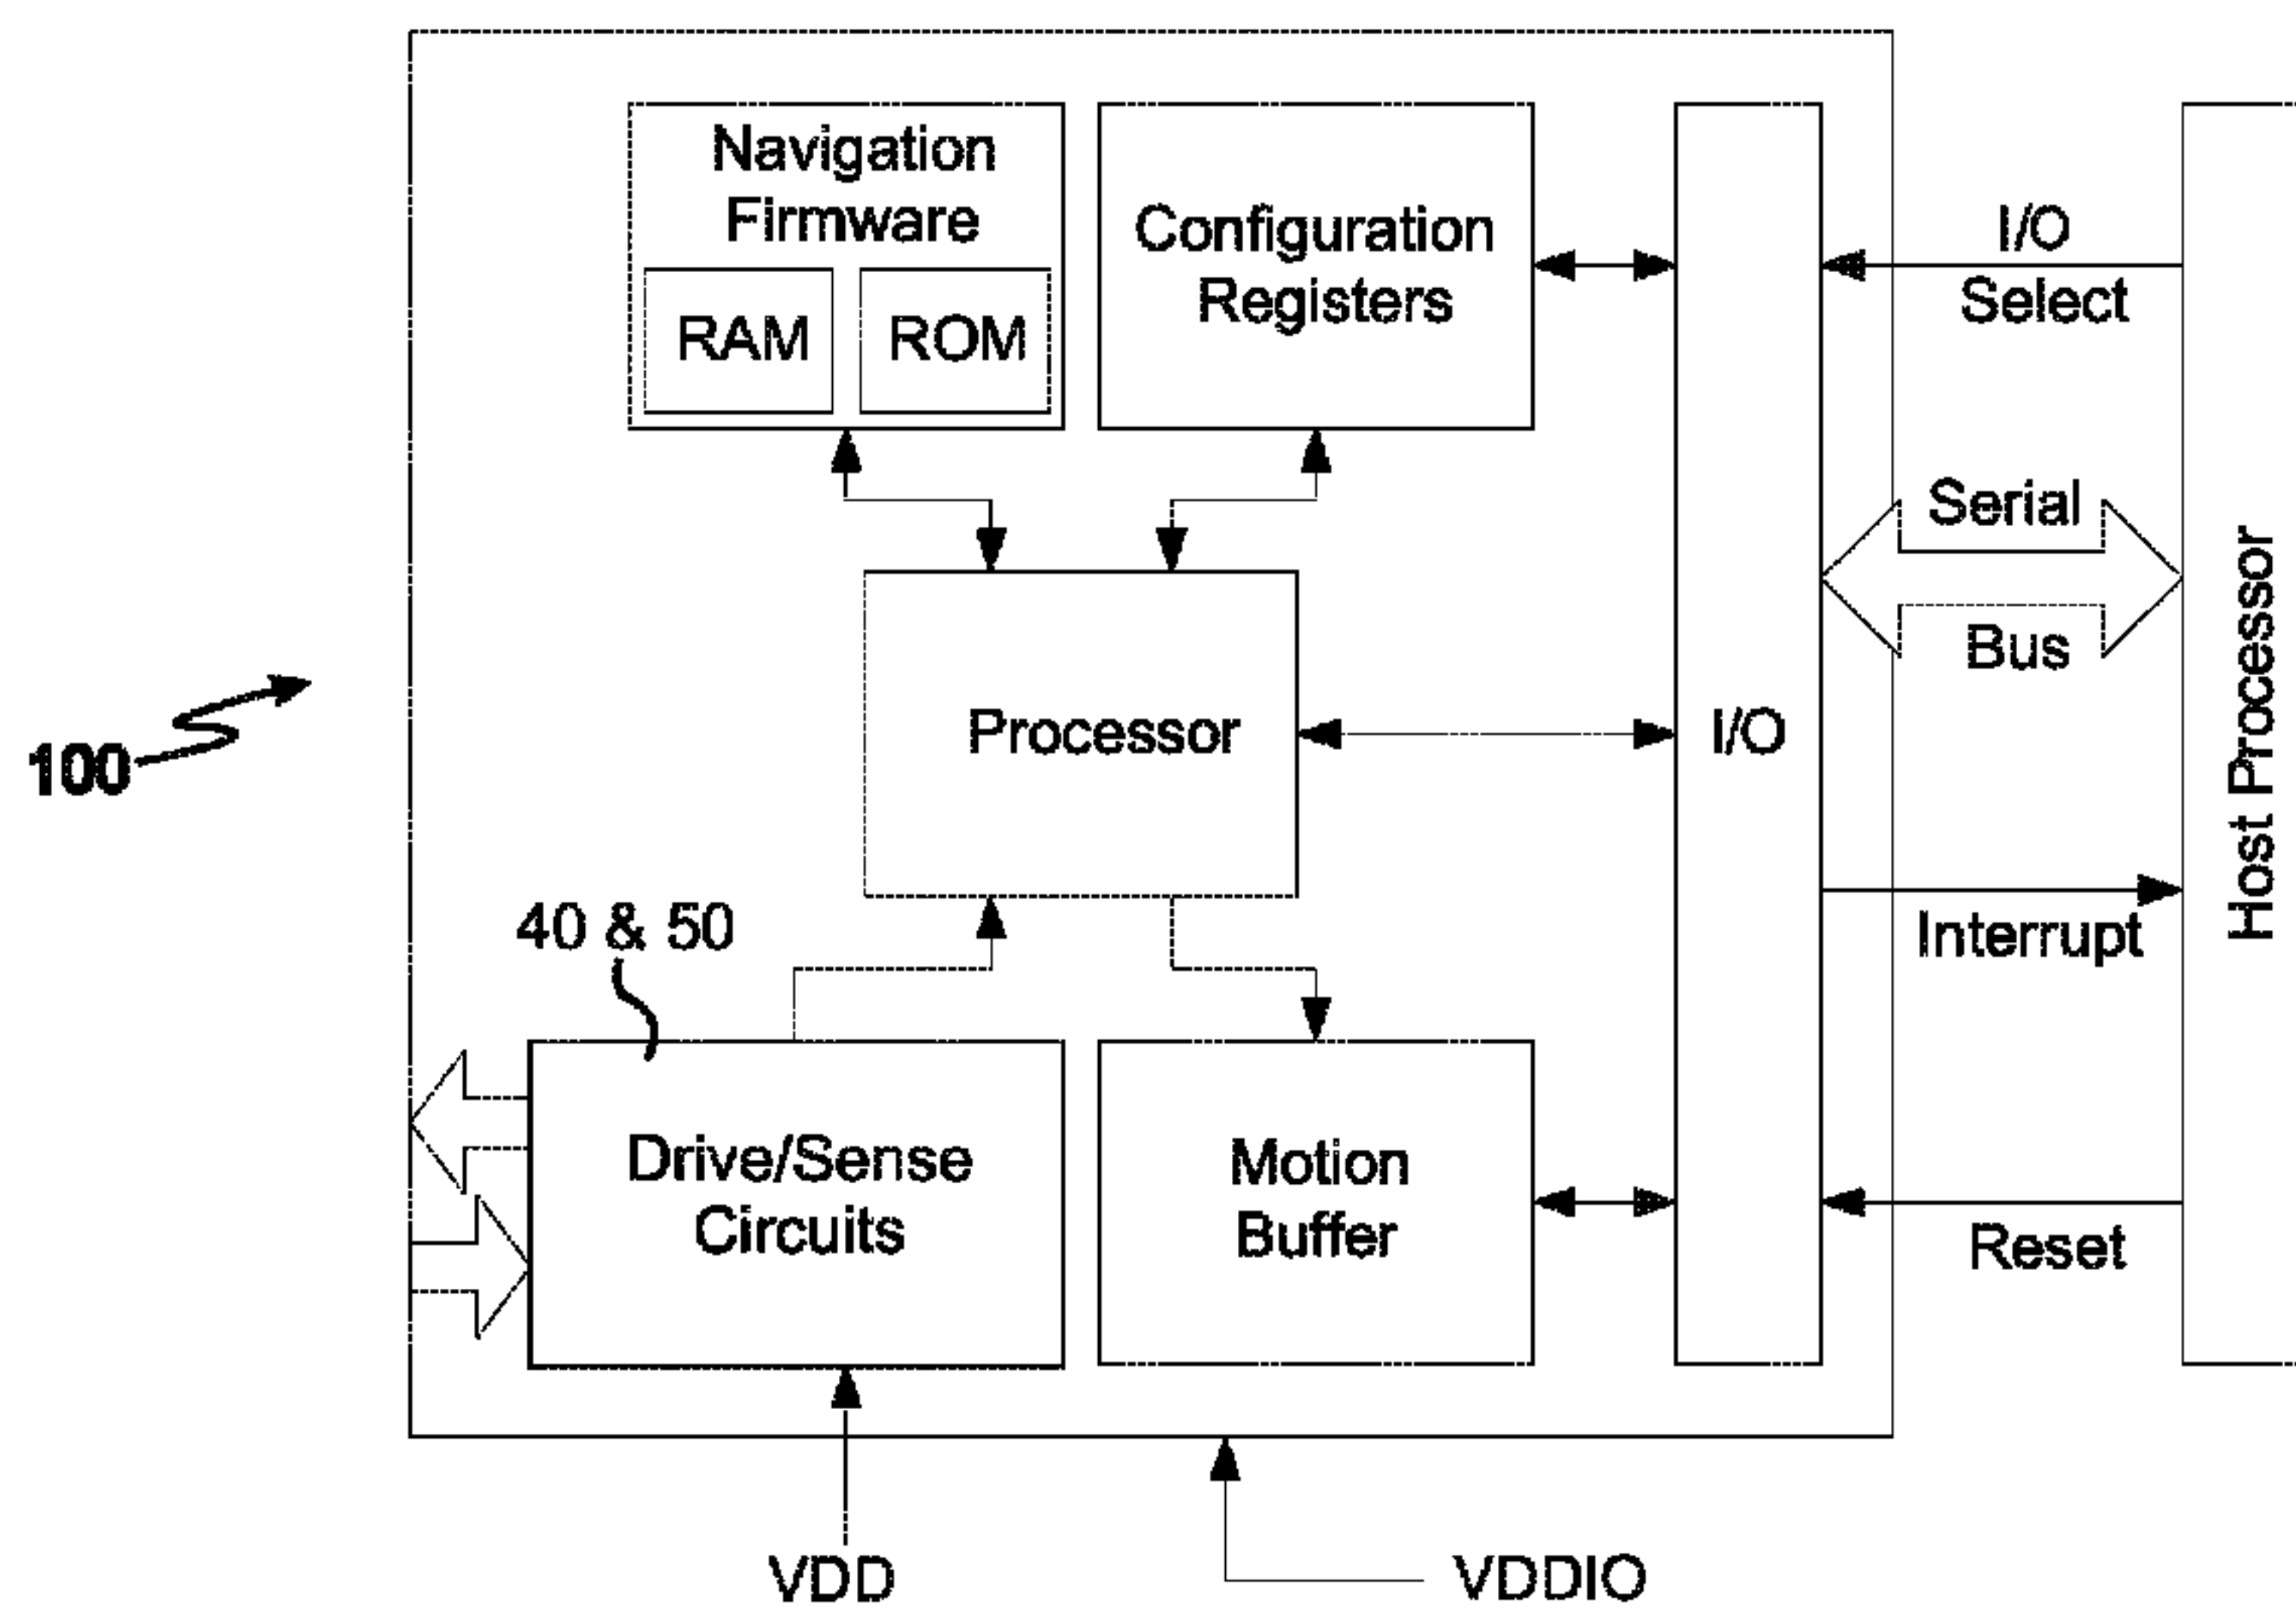 Navigation
Firmware
RAM
ROM
Configuration
Registers
I/O
Select
Serial
Bus
Processor
I/O
Host Processor
100
40 & 50
Interrupt
Drive/Sense
Circuits
Motion
Buffer
Reset
VDD
VDDIO